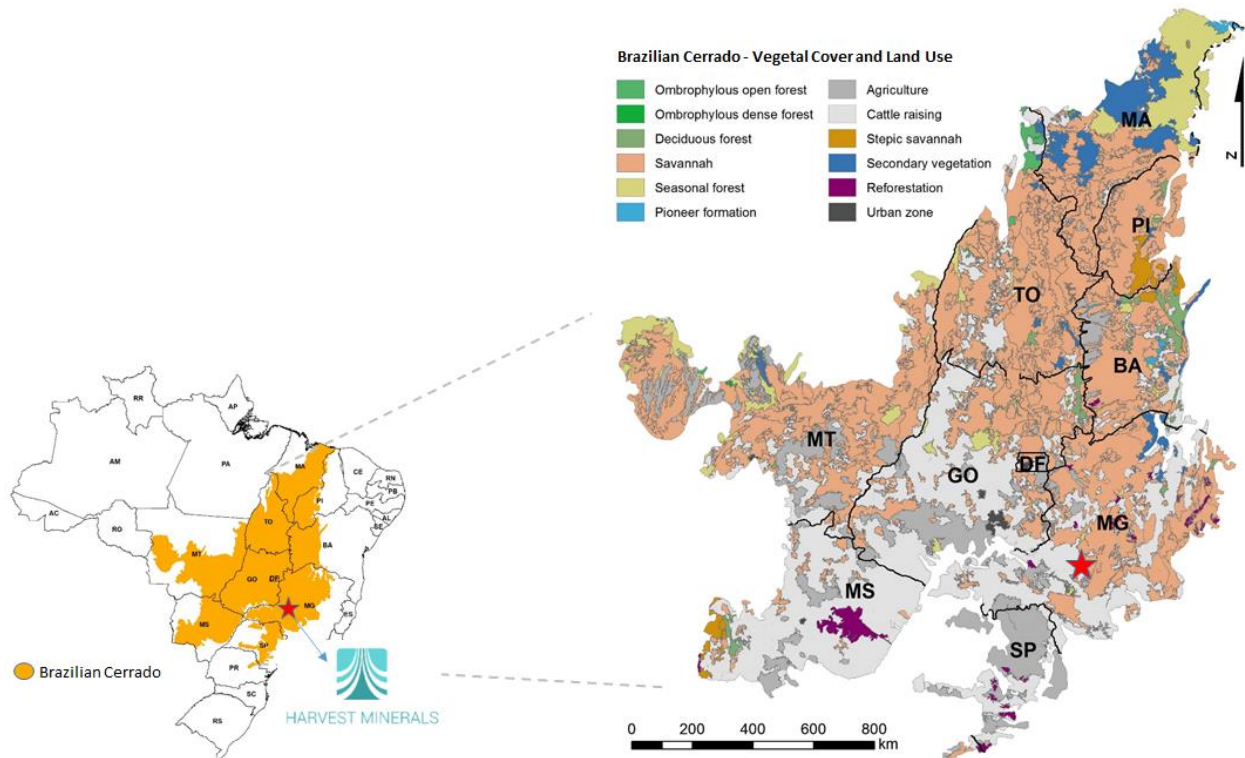 Brazilian Cerrado - Vegetal Cover and Land Use
Ombrophylous open forest
Ombrophylous dense forest
Deciduous forest
Savannah
Seasonal forest
Pioneer formation
Agriculture
Cattle raising
Stepic savannah
Secondary vegetation
Reforestation
Urban zone
N
MA
PI
TO
BA
MT
GO
DF
MG
MS
SP
0 200 400 600 800
km
RR
AP
AM
PA
MA
CE
RN
PB
PE
AL
SE
PI
AC
RO
TO
BA
MT
GO
DF
MG
ES
MS
SP
PR
SC
RS
Brazilian Cerrado
HARVEST MINERALS